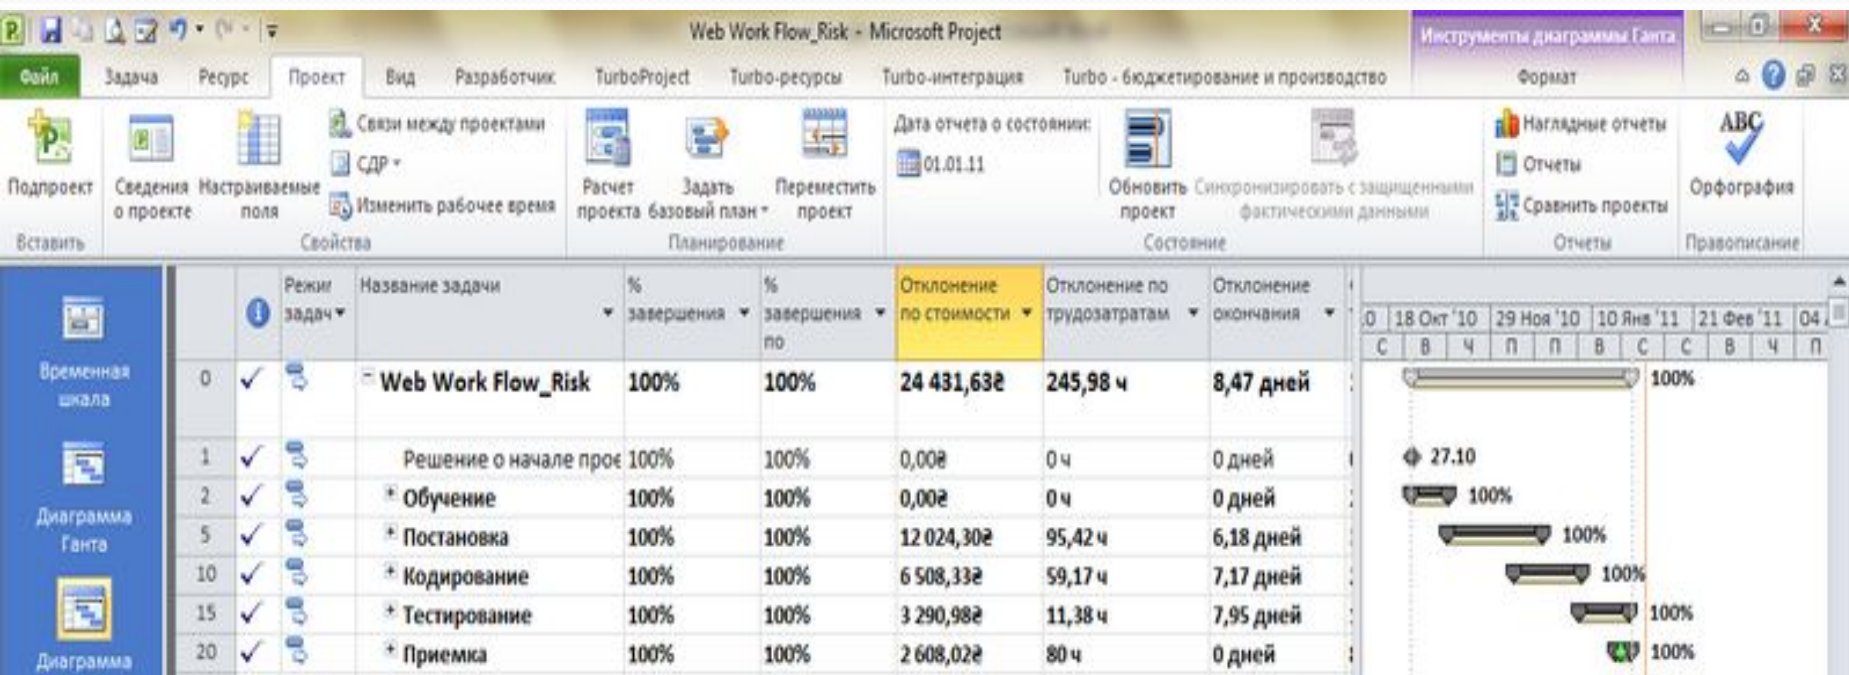 Web Work Flow_Risk - Microsoft Project
Инструменты диаграммы Ганта
Файл Задача Ресурс Проект Вид Разработчик TurboProject Turbo-ресурсы Turbo-интеграция Turbo - бюджетирование и производство Формат
Подпроект
Сведения о проекте
Настраиваемые поля
Связи между проектами
СДР
Изменить рабочее время
Расчет проекта
Задать базовый план
Переместить проект
Дата отчета о состоянии:
01.01.11
Обновить проект
Синхронизировать с защищенными фактическими данными
Наглядные отчеты
Отчеты
Сравнить проекты
ABC
Орфография
Вставить Свойства Планирование Состояние Отчеты Правописание
Временная шкала
Диаграмма Ганта
Диаграмма
Режим задач Название задачи % завершения % завершения по Отклонение по стоимости Отклонение по трудозатратам Отклонение окончания
18 Окт '10 29 Ноя '10 10 Янв '11 21 Фев '11 04
С В Ч П П В С С В Ч П
0 Web Work Flow_Risk 100% 100% 24 431,63₴ 245,98 ч 8,47 дней 100%
1 Решение о начале прое 100% 100% 0,00₴ 0 ч 0 дней 27.10
2 Обучение 100% 100% 0,00₴ 0 ч 0 дней 100%
5 Постановка 100% 100% 12 024,30₴ 95,42 ч 6,18 дней 100%
10 Кодирование 100% 100% 6 508,33₴ 59,17 ч 7,17 дней 100%
15 Тестирование 100% 100% 3 290,98₴ 11,38 ч 7,95 дней 100%
20 Приемка 100% 100% 2 608,02₴ 80 ч 0 дней 100%